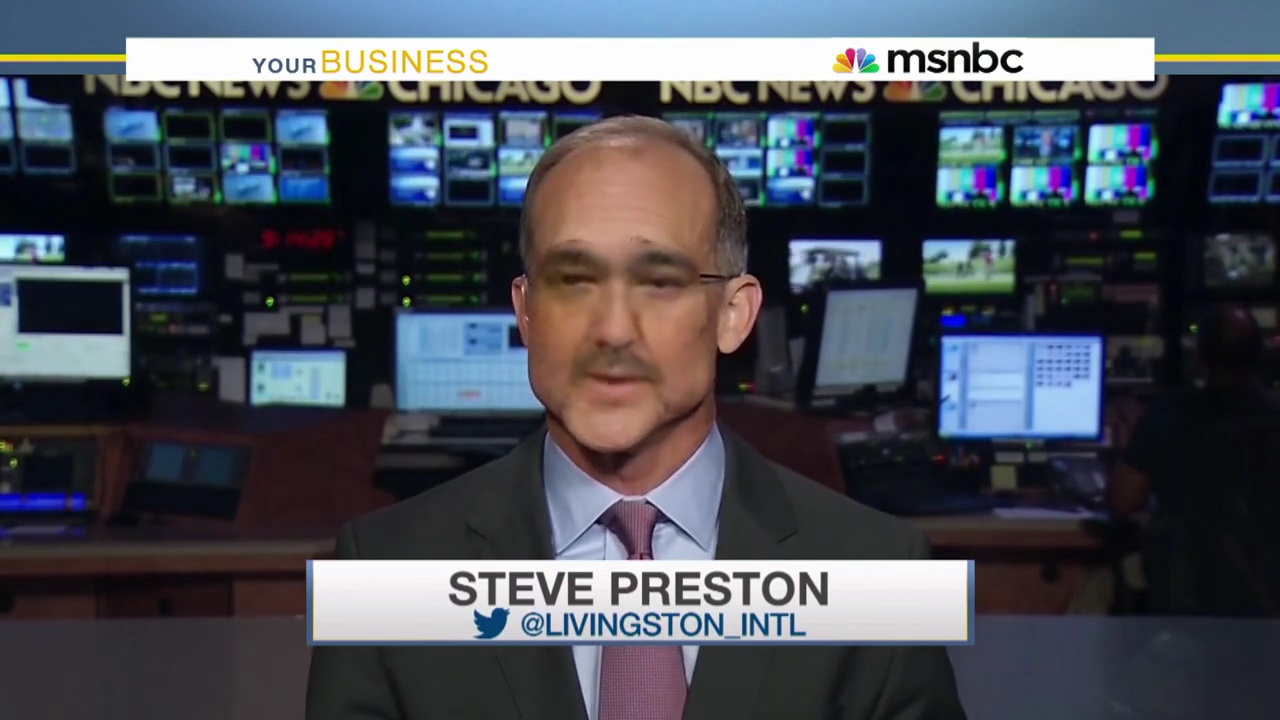 YOUR BUSINESS
msnbc
NBC NEWS CHICAGO NBC NEWS CHICAGO
STEVE PRESTON
@LIVINGSTON_INTL